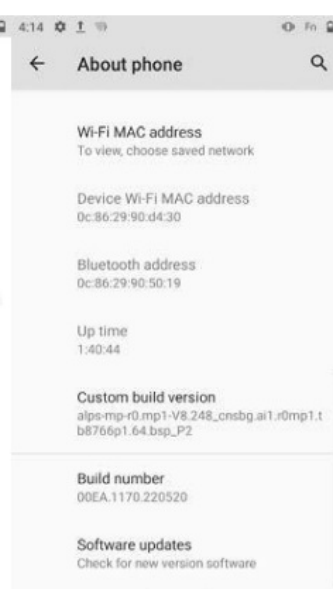 4:14
About phone
Wi-Fi MAC address
To view, choose saved network
Device Wi-Fi MAC address
0c:86:29:90:d4:30
Bluetooth address
0c:86:29:90:50:19
Up time
1:40:44
Custom build version
alps-mp-r0.mp1-V8.248_cnsbg.ai1.r0mp1.t
b8766p1.64.bsp_P2
Build number
00EA.1170.220520
Software updates
Check for new version software